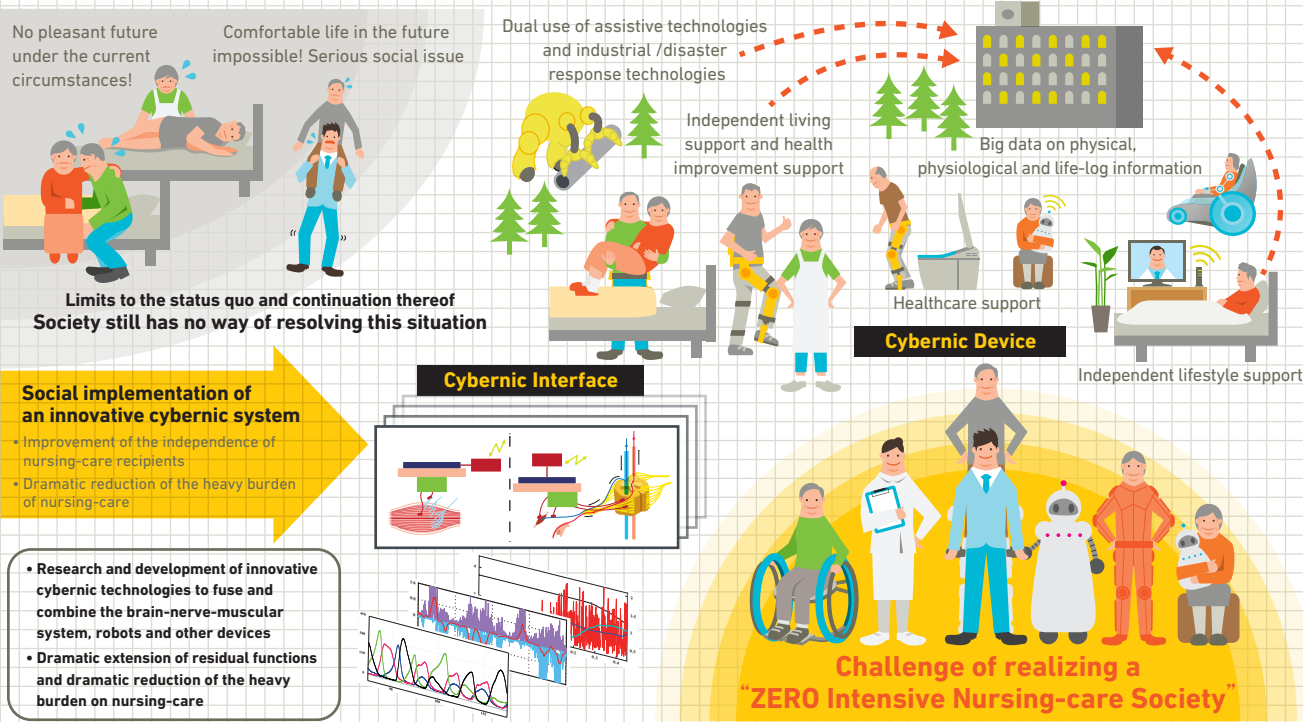 No pleasant future
under the current
circumstances!
Comfortable life in the future
impossible! Serious social issue
Limits to the status quo and continuation thereof
Society still has no way of resolving this situation
Dual use of assistive technologies
and industrial /disaster
response technologies
Independent living
support and health
improvement support
Big data on physical,
physiological and life-log information
Healthcare support
Cybernic Device
Independent lifestyle support
Social implementation of
an innovative cybernic system
• Improvement of the independence of
nursing-care recipients
• Dramatic reduction of the heavy burden
of nursing-care
Cybernic Interface
• Research and development of innovative
cybernic technologies to fuse and
combine the brain-nerve-muscular
system, robots and other devices
• Dramatic extension of residual functions
and dramatic reduction of the heavy
burden on nursing-care
Challenge of realizing a
“ZERO Intensive Nursing-care Society”